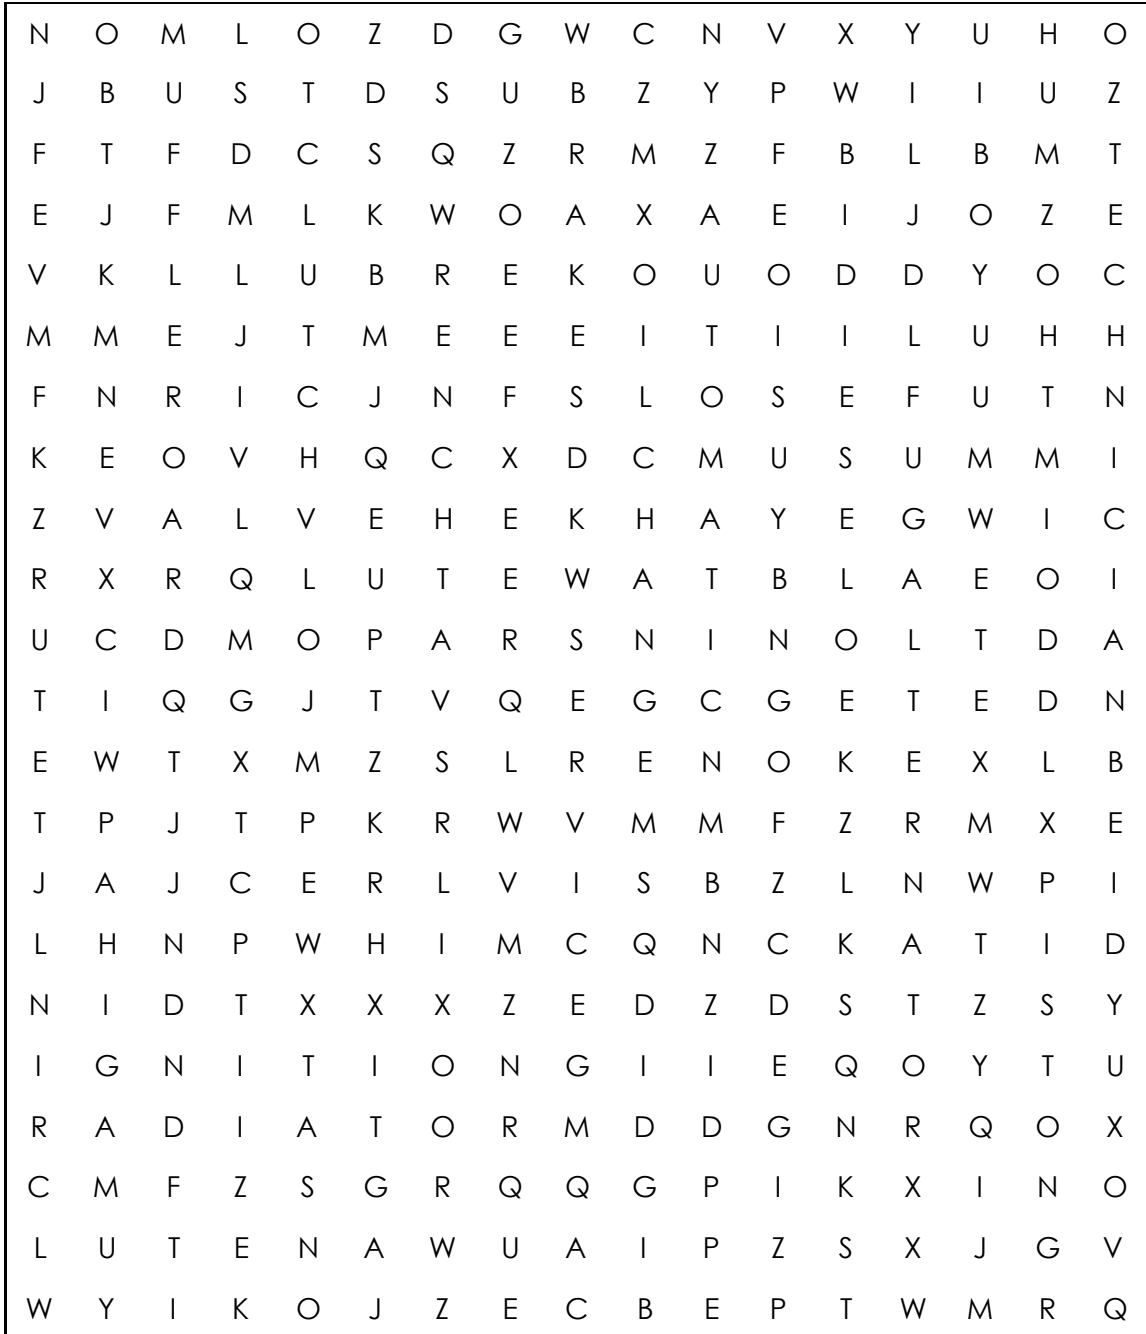 N O M L O Z D G W C N V X Y U H O
J B U S T D S U B Z Y P W I I U Z
F T F D C S Q Z R M Z F B L B M T
E J F M L K W O A X A E I J O Z E
V K L L U B R E K O U O D D Y O C
M M E J T M E E E I T I I L U H H
F N R I C J N F S L O S E F U T N
K E O V H Q C X D C M U S U M M I
Z V A L V E H E K H A Y E G W I C
R X R Q L U T E W A T B L A E O I
U C D M O P A R S N I N O L T D A
T I Q G J T V Q E G C G E T E D N
E W T X M Z S L R E N O K E X L B
T P J T P K R W V M M F Z R M X E
J A J C E R L V I S B Z L N W P I
L H N P W H I M C Q N C K A T I D
N I D T X X X Z E D Z D S T Z S Y
I G N I T I O N G I I E Q O Y T U
R A D I A T O R M D D G N R Q O X
C M F Z S G R Q Q G P I K X I N O
L U T E N A W U A I P Z S X J G V
W Y I K O J Z E C B E P T W M R Q